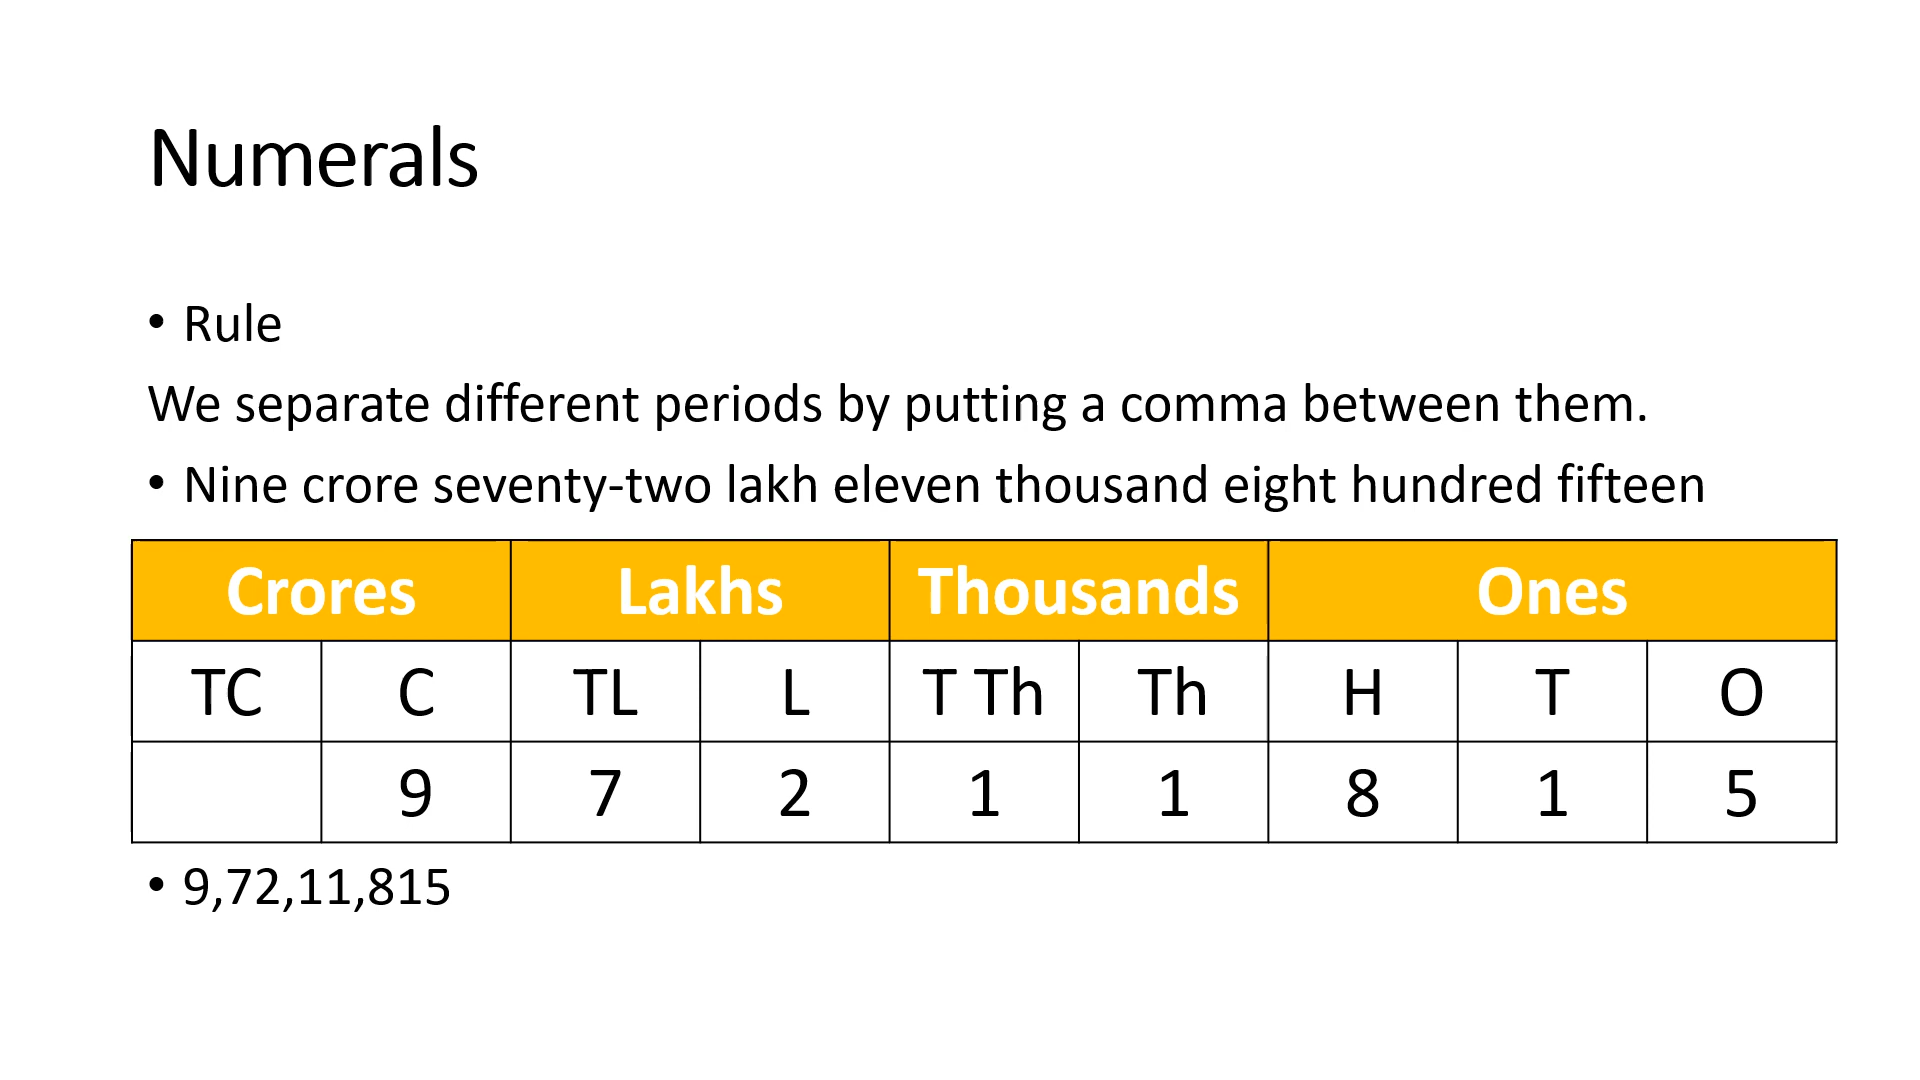 Numerals
• Rule
We separate different periods by putting a comma between them.
• Nine crore seventy-two lakh eleven thousand eight hundred fifteen
Crores Lakhs Thousands Ones
TC C TL L T Th Th H T O
9 7 2 1 1 8 1 5
• 9,72,11,815